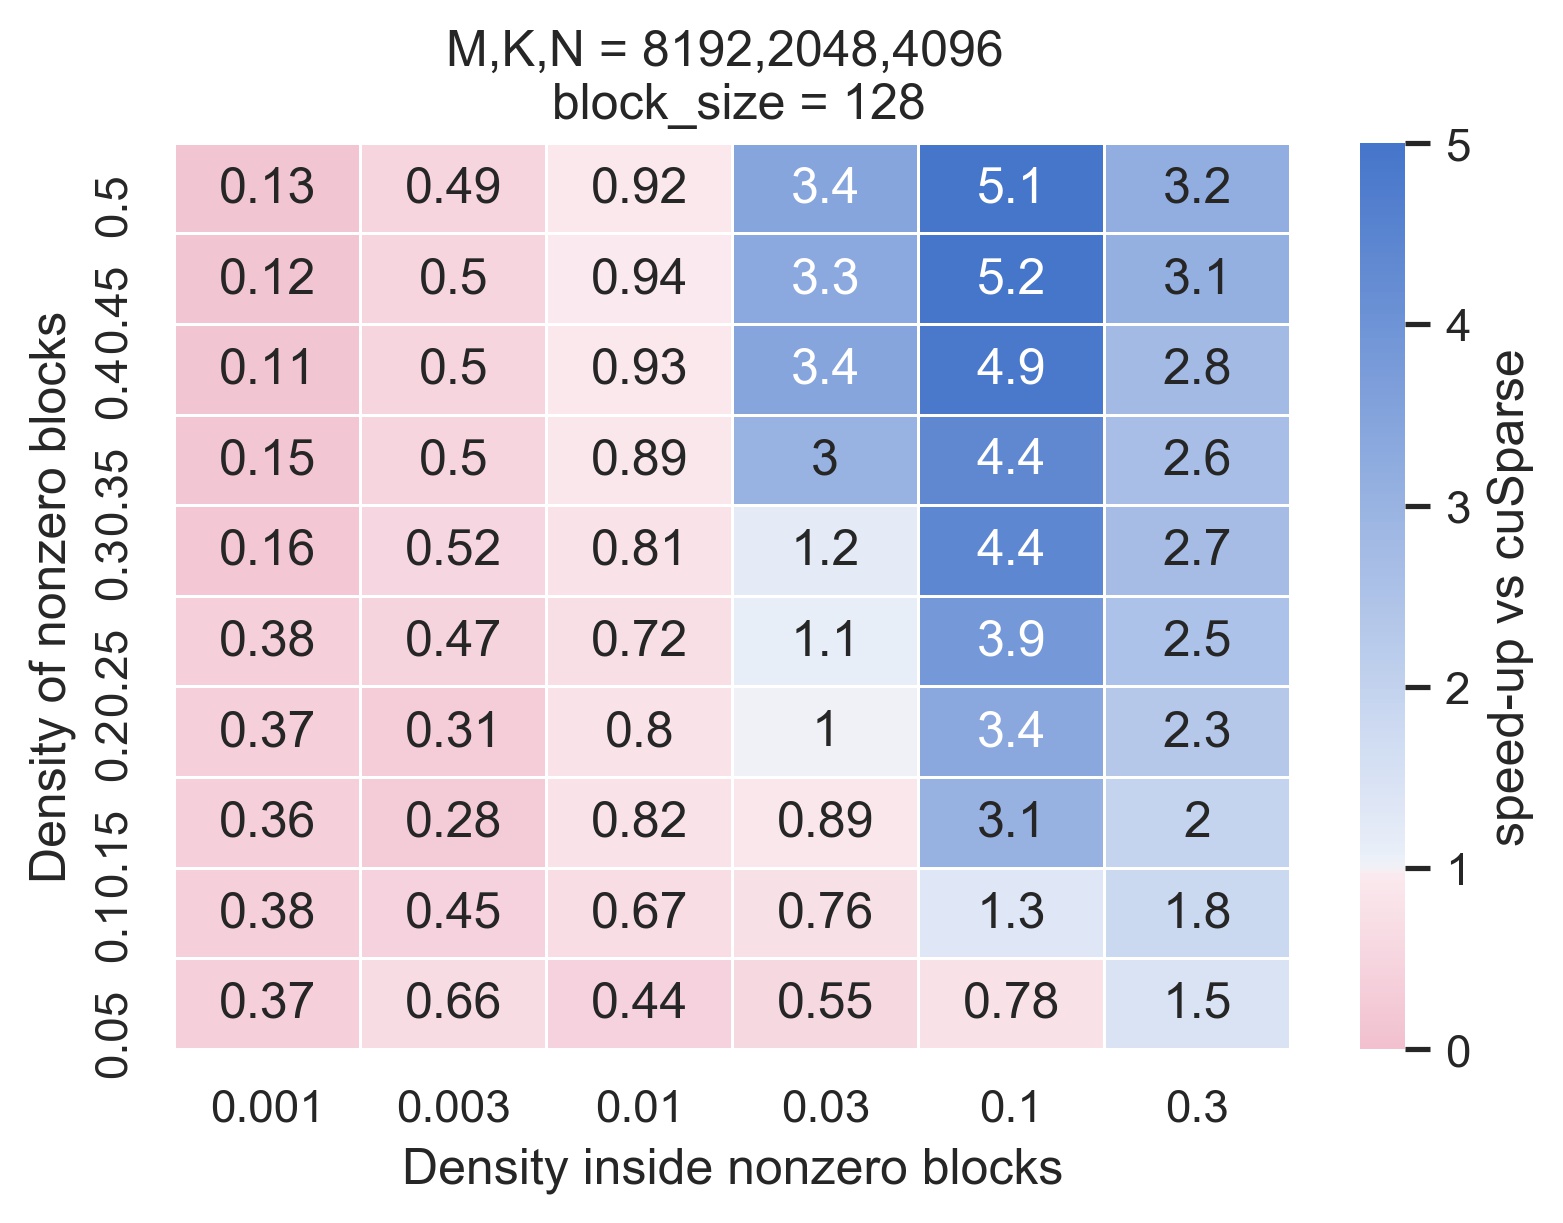 M,K,N = 8192,2048,4096
block_size = 128
Density of nonzero blocks
0.5 0.13 0.49 0.92 3.4 5.1 3.2
0.45 0.12 0.5 0.94 3.3 5.2 3.1
0.4 0.11 0.5 0.93 3.4 4.9 2.8
0.35 0.15 0.5 0.89 3 4.4 2.6
0.3 0.16 0.52 0.81 1.2 4.4 2.7
0.25 0.38 0.47 0.72 1.1 3.9 2.5
0.2 0.37 0.31 0.8 1 3.4 2.3
0.15 0.36 0.28 0.82 0.89 3.1 2
0.1 0.38 0.45 0.67 0.76 1.3 1.8
0.05 0.37 0.66 0.44 0.55 0.78 1.5
0.001 0.003 0.01 0.03 0.1 0.3
Density inside nonzero blocks
5
4
3
2
1
0
speed-up vs cuSparse